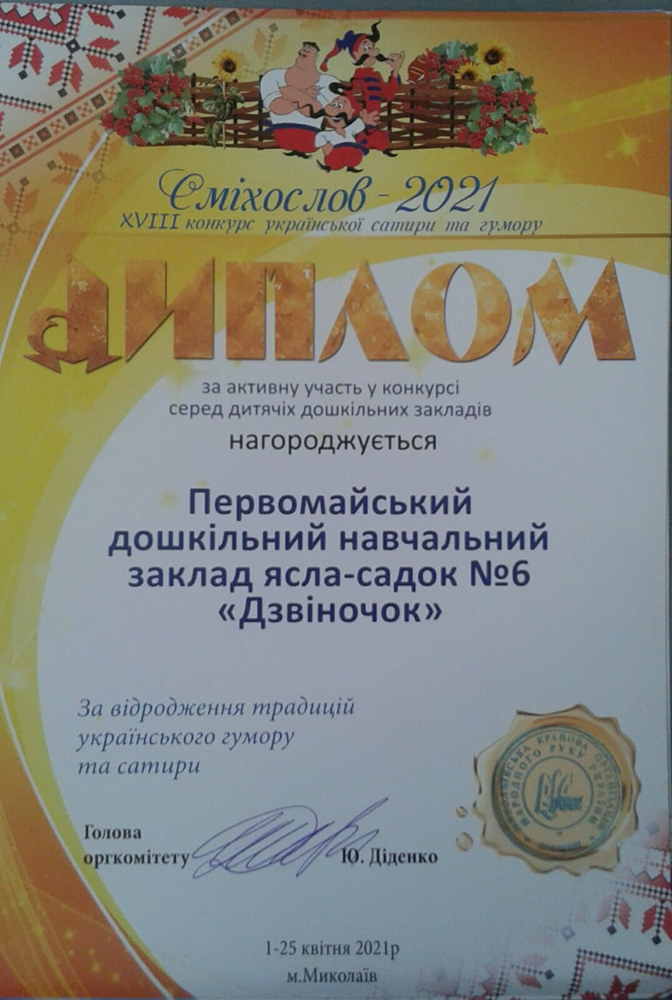 Сміхослов - 2021
XVIII конкурс української сатири та гумору
ДИПЛОМ
за активну участь у конкурсі
серед дитячіх дошкільних закладів
нагороджується
Первомайський
дошкільний навчальний
заклад ясла-садок №6
«Дзвіночок»
За відродження традицій
українського гумору
та сатири
Голова
оргкомітету
Ю. Діденко
КРАЙОВА ОРГАНІЗАЦІЯ
НАРОДНОГО РУХУ УКРАЇНИ
1-25 квітня 2021р
м.Миколаїв